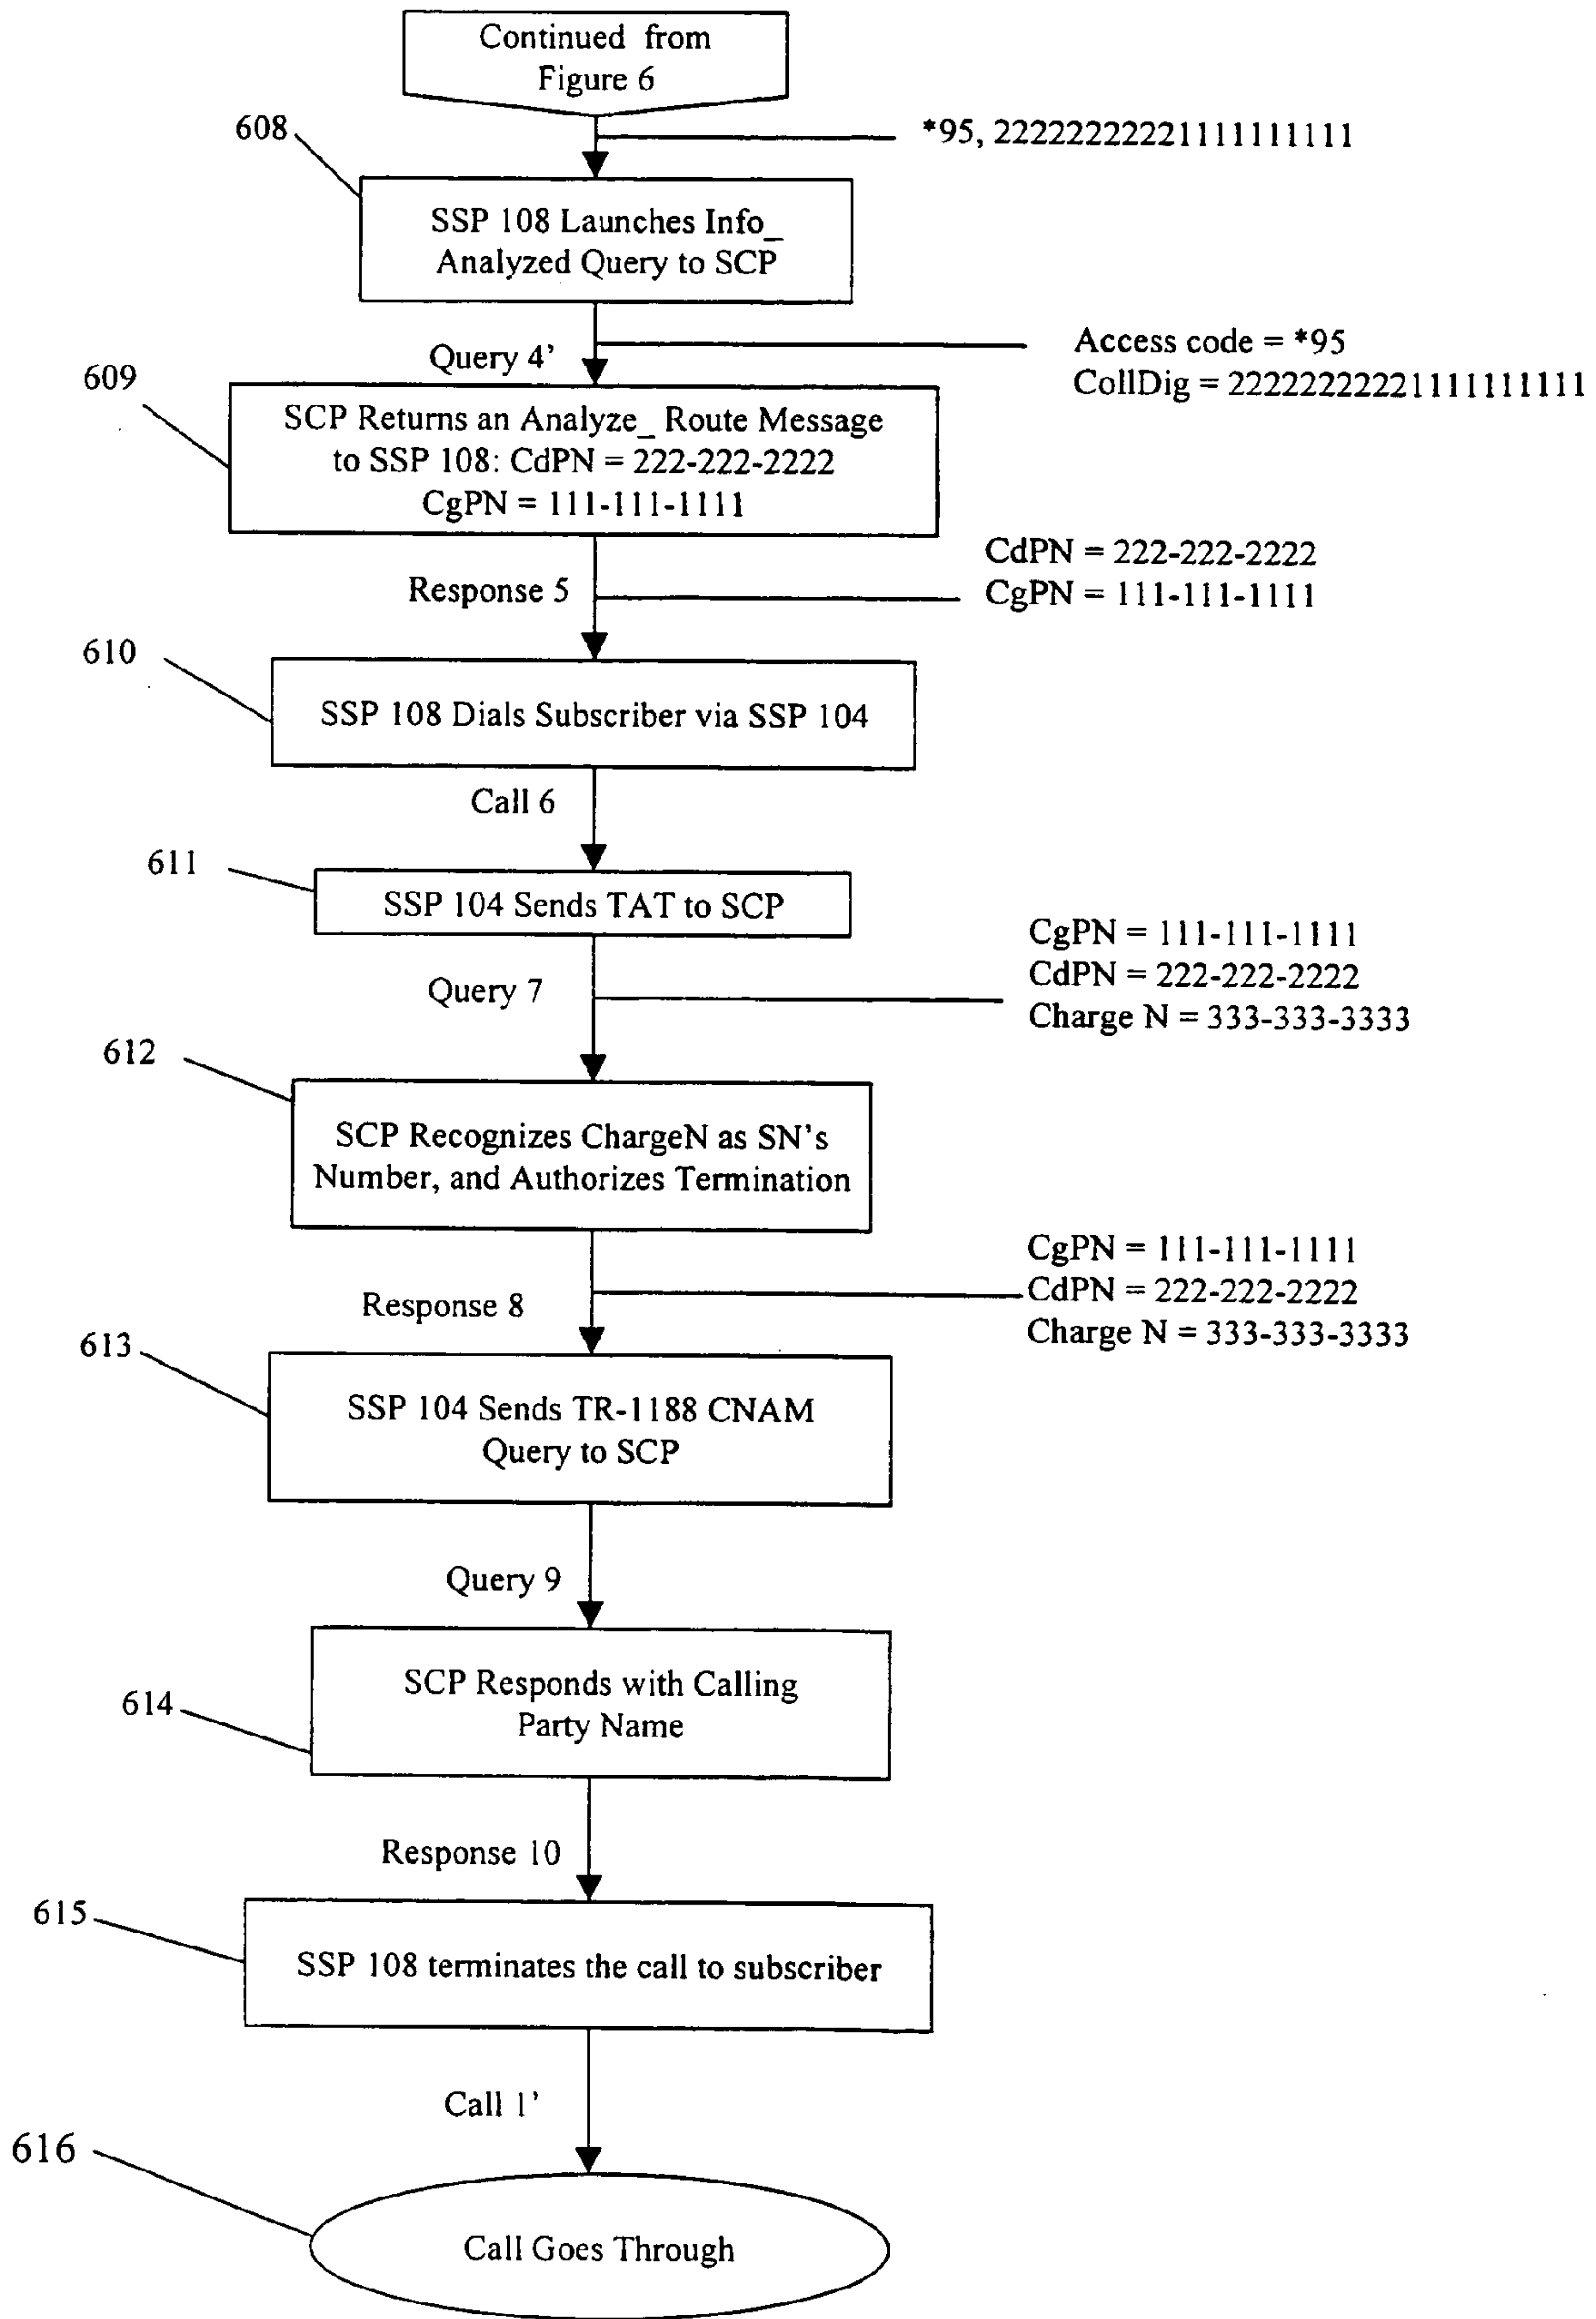 Continued from
Figure 6
608
*95, 22222222221111111111
SSP 108 Launches Info_
Analyzed Query to SCP
Query 4'
Access code = *95
CollDig = 22222222221111111111
609
SCP Returns an Analyze_ Route Message
to SSP 108: CdPN = 222-222-2222
CgPN = 111-111-1111
Response 5
CdPN = 222-222-2222
CgPN = 111-111-1111
610
SSP 108 Dials Subscriber via SSP 104
Call 6
611
SSP 104 Sends TAT to SCP
Query 7
CgPN = 111-111-1111
CdPN = 222-222-2222
Charge N = 333-333-3333
612
SCP Recognizes ChargeN as SN's
Number, and Authorizes Termination
Response 8
CgPN = 111-111-1111
CdPN = 222-222-2222
Charge N = 333-333-3333
613
SSP 104 Sends TR-1188 CNAM
Query to SCP
Query 9
614
SCP Responds with Calling
Party Name
Response 10
615
SSP 108 terminates the call to subscriber
Call 1'
616
Call Goes Through